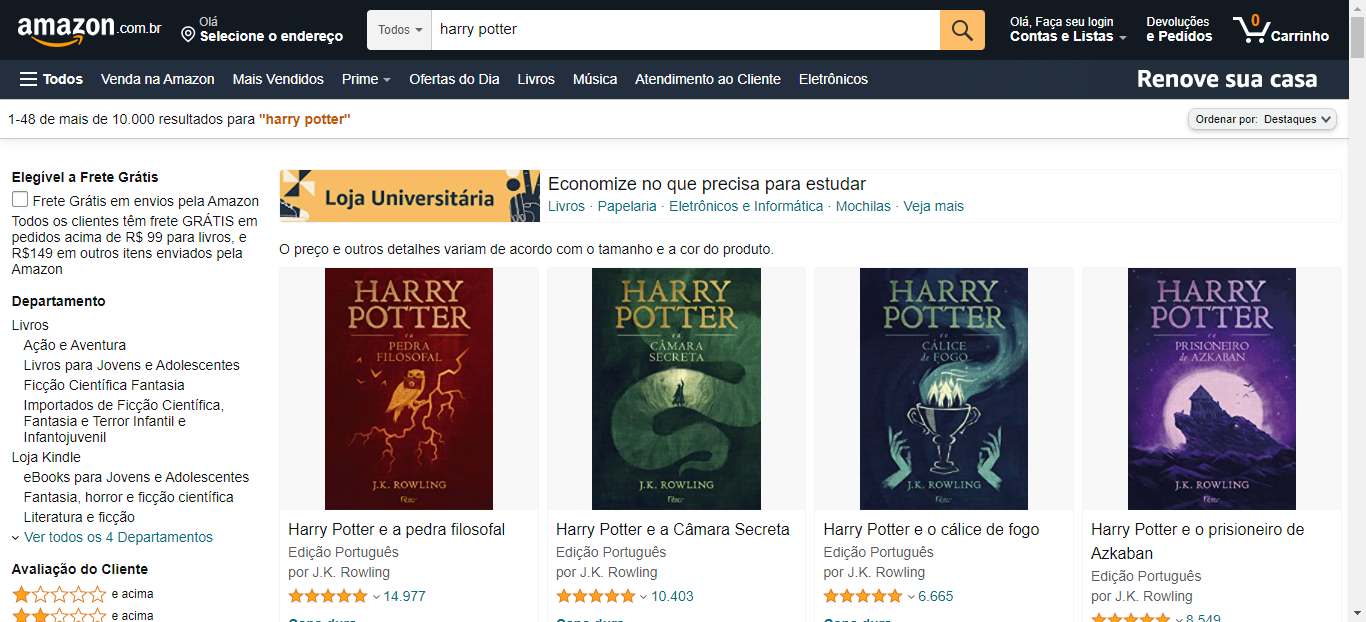 amazon.com.br
Olá
Selecione o endereço
Todos
harry potter
Olá, Faça seu login
Contas e Listas
Devoluções
e Pedidos
0
Carrinho
Todos
Venda na Amazon
Mais Vendidos
Prime
Ofertas do Dia
Livros
Música
Atendimento ao Cliente
Eletrônicos
Renove sua casa
1-48 de mais de 10.000 resultados para "harry potter"
Ordenar por: Destaques
Elegível a Frete Grátis
Frete Grátis em envios pela Amazon
Todos os clientes têm frete GRÁTIS em
pedidos acima de R$ 99 para livros, e
R$149 em outros itens enviados pela
Amazon
Departamento
Livros
Ação e Aventura
Livros para Jovens e Adolescentes
Ficção Científica Fantasia
Importados de Ficção Científica,
Fantasia e Terror Infantil e
Infantojuvenil
Loja Kindle
eBooks para Jovens e Adolescentes
Fantasia, horror e ficção científica
Literatura e ficção
Ver todos os 4 Departamentos
Avaliação do Cliente
e acima
e acima
Loja Universitária
Economize no que precisa para estudar
Livros · Papelaria · Eletrônicos e Informática · Mochilas · Veja mais
O preço e outros detalhes variam de acordo com o tamanho e a cor do produto.
HARRY
POTTER
e a
PEDRA
FILOSOFAL
J.K. ROWLING
Harry Potter e a pedra filosofal
Edição Português
por J.K. Rowling
14.977
Capa dura
HARRY
POTTER
e a
CÂMARA
SECRETA
J.K. ROWLING
Harry Potter e a Câmara Secreta
Edição Português
por J.K. Rowling
10.403
Capa dura
HARRY
POTTER
e o
CÁLICE
DE FOGO
J.K. ROWLING
Harry Potter e o cálice de fogo
Edição Português
por J.K. Rowling
6.665
Capa dura
HARRY
POTTER
e o
PRISIONEIRO
de AZKABAN
J.K. ROWLING
Harry Potter e o prisioneiro de
Azkaban
Edição Português
por J.K. Rowling
8.549